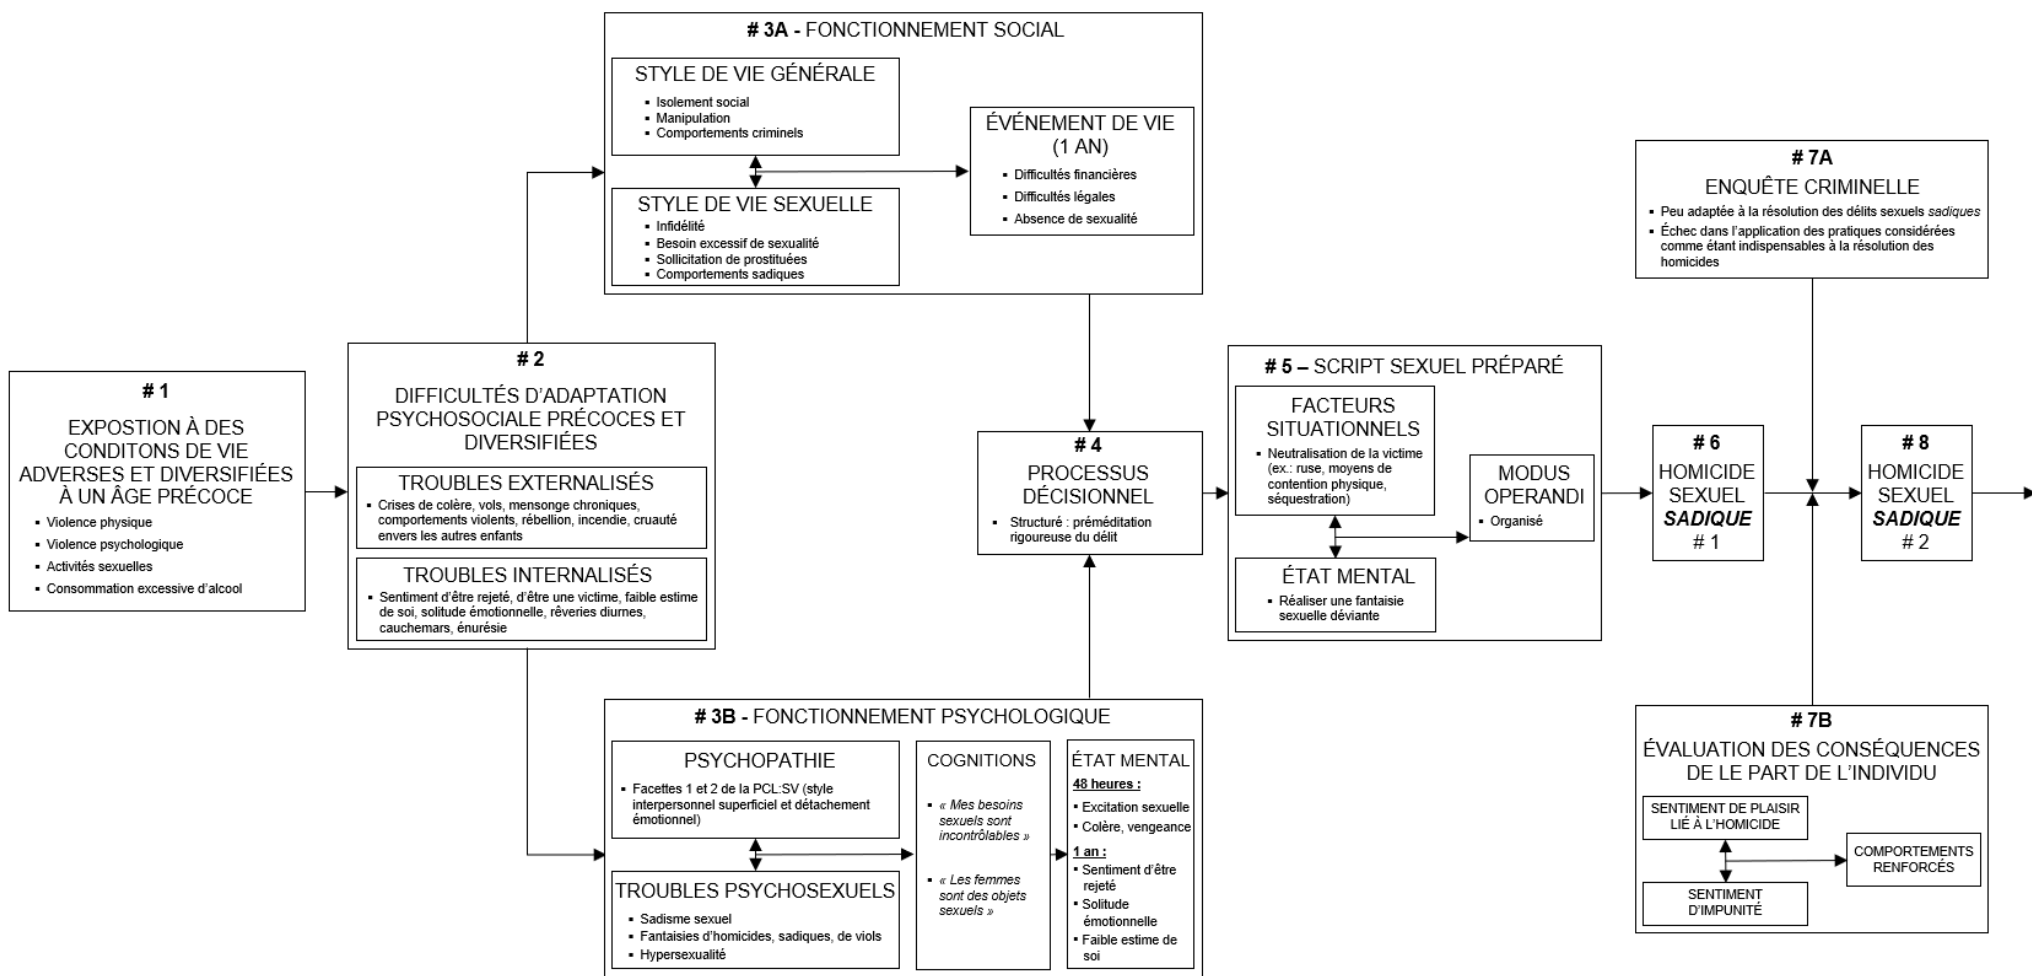 # 1
EXPOSTION À DES
CONDITONS DE VIE
ADVERSES ET DIVERSIFIÉES
À UN ÂGE PRÉCOCE
▪ Violence physique
▪ Violence psychologique
▪ Activités sexuelles
▪ Consommation excessive d'alcool
# 2
DIFFICULTÉS D'ADAPTATION
PSYCHOSOCIALE PRÉCOCES ET
DIVERSIFIÉES
TROUBLES EXTERNALISÉS
▪ Crises de colère, vols, mensonge chroniques,
comportements violents, rébellion, incendie, cruauté
envers les autres enfants
TROUBLES INTERNALISÉS
▪ Sentiment d'être rejeté, d'être une victime, faible estime
de soi, solitude émotionnelle, rêveries diurnes,
cauchemars, énurésie
# 3A - FONCTIONNEMENT SOCIAL
STYLE DE VIE GÉNÉRALE
▪ Isolement social
▪ Manipulation
▪ Comportements criminels
STYLE DE VIE SEXUELLE
▪ Infidélité
▪ Besoin excessif de sexualité
▪ Sollicitation de prostituées
▪ Comportements sadiques
ÉVÉNEMENT DE VIE
(1 AN)
▪ Difficultés financières
▪ Difficultés légales
▪ Absence de sexualité
# 3B - FONCTIONNEMENT PSYCHOLOGIQUE
PSYCHOPATHIE
▪ Facettes 1 et 2 de la PCL:SV (style
interpersonnel superficiel et détachement
émotionnel)
TROUBLES PSYCHOSEXUELS
▪ Sadisme sexuel
▪ Fantaisies d'homicides, sadiques, de viols
▪ Hypersexualité
COGNITIONS
▪ « Mes besoins
sexuels sont
incontrôlables »
▪ « Les femmes
sont des objets
sexuels »
ÉTAT MENTAL
48 heures :
▪ Excitation sexuelle
▪ Colère, vengeance
1 an :
▪ Sentiment d'être
rejeté
▪ Solitude
émotionnelle
▪ Faible estime de
soi
# 4
PROCESSUS
DÉCISIONNEL
▪ Structuré : préméditation
rigoureuse du délit
# 5 – SCRIPT SEXUEL PRÉPARÉ
FACTEURS
SITUATIONNELS
▪ Neutralisation de la victime
(ex.: ruse, moyens de
contention physique,
séquestration)
ÉTAT MENTAL
▪ Réaliser une fantaisie
sexuelle déviante
MODUS
OPERANDI
▪ Organisé
# 6
HOMICIDE
SEXUEL
SADIQUE
# 1
# 7A
ENQUÊTE CRIMINELLE
▪ Peu adaptée à la résolution des délits sexuels sadiques
▪ Échec dans l'application des pratiques considérées
comme étant indispensables à la résolution des
homicides
# 7B
ÉVALUATION DES CONSÉQUENCES
DE LE PART DE L'INDIVIDU
SENTIMENT DE PLAISIR
LIÉ À L'HOMICIDE
SENTIMENT
D'IMPUNITÉ
COMPORTEMENTS
RENFORCÉS
# 8
HOMICIDE
SEXUEL
SADIQUE
# 2